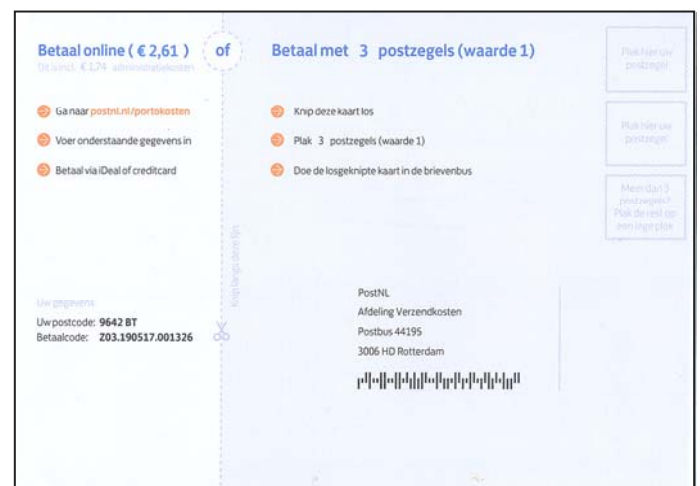 Betaal online ( € 2,61 )
Dit is incl. € 1,74 administratiekosten
Ga naar postnl.nl/portokosten
Voer onderstaande gegevens in
Betaal via iDeal of creditcard
Uw gegevens
Uw postcode: 9642 BT
Betaalcode: Z03.190517.001326
of
Knip langs deze lijn
Betaal met 3 postzegels (waarde 1)
Knip deze kaart los
Plak 3 postzegels (waarde 1)
Doe de losgeknipte kaart in de brievenbus
PostNL
Afdeling Verzendkosten
Postbus 44195
3006 HD Rotterdam
Plak hier uw
postzegel
Plak hier uw
postzegel
Meer dan 3
postzegels?
Plak de rest op
een lege plek